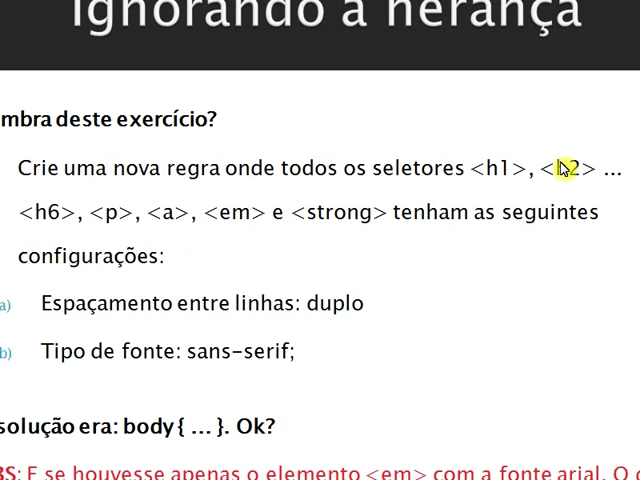 Ignorando a herança
mbra deste exercício?
Crie uma nova regra onde todos os seletores <h1>, <h2> ...
<h6>, <p>, <a>, <em> e <strong> tenham as seguintes
configurações:
a) Espaçamento entre linhas: duplo
b) Tipo de fonte: sans-serif;
solução era: body { ... }. Ok?
BS: E se houvesse apenas o elemento <em> com a fonte arial. O